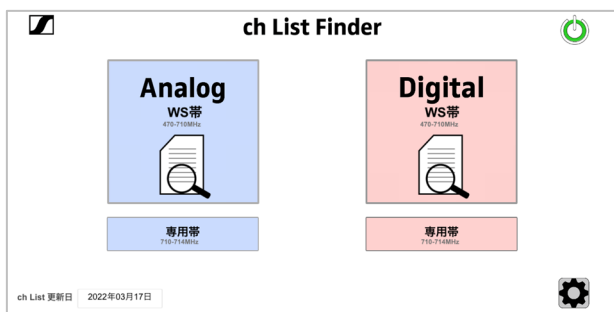 ch List Finder
Analog
WS帯
470-710MHz
Digital
WS帯
470-710MHz
専用帯
710-714MHz
専用帯
710-714MHz
ch List 更新日 2022年03月17日